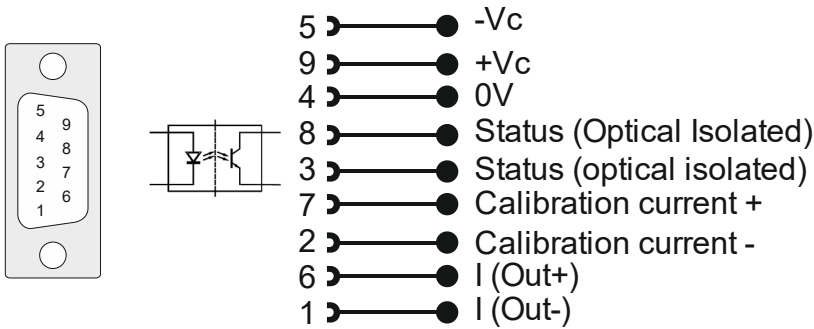 5
9
4
8
3
7
2
6
1
5 -Vc
9 +Vc
4 0V
8 Status (Optical Isolated)
3 Status (optical isolated)
7 Calibration current +
2 Calibration current -
6 I (Out+)
1 I (Out-)